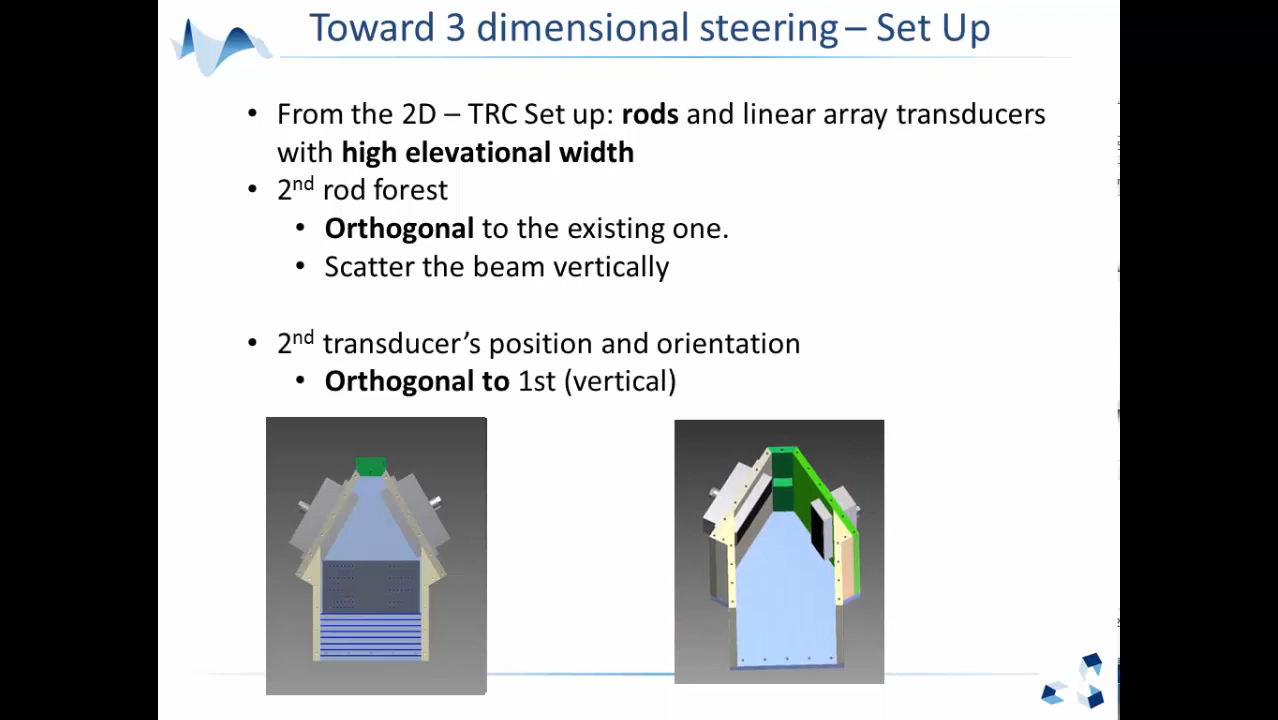 Toward 3 dimensional steering – Set Up
• From the 2D – TRC Set up: rods and linear array transducers
with high elevational width
• 2nd rod forest
• Orthogonal to the existing one.
• Scatter the beam vertically
• 2nd transducer’s position and orientation
• Orthogonal to 1st (vertical)